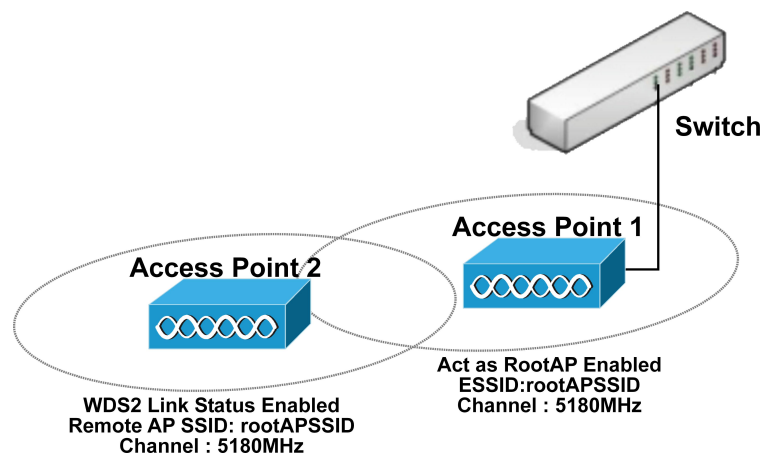 Switch
Access Point 1
Access Point 2
Act as RootAP Enabled
ESSID:rootAPSSID
Channel : 5180MHz
WDS2 Link Status Enabled
Remote AP SSID: rootAPSSID
Channel : 5180MHz